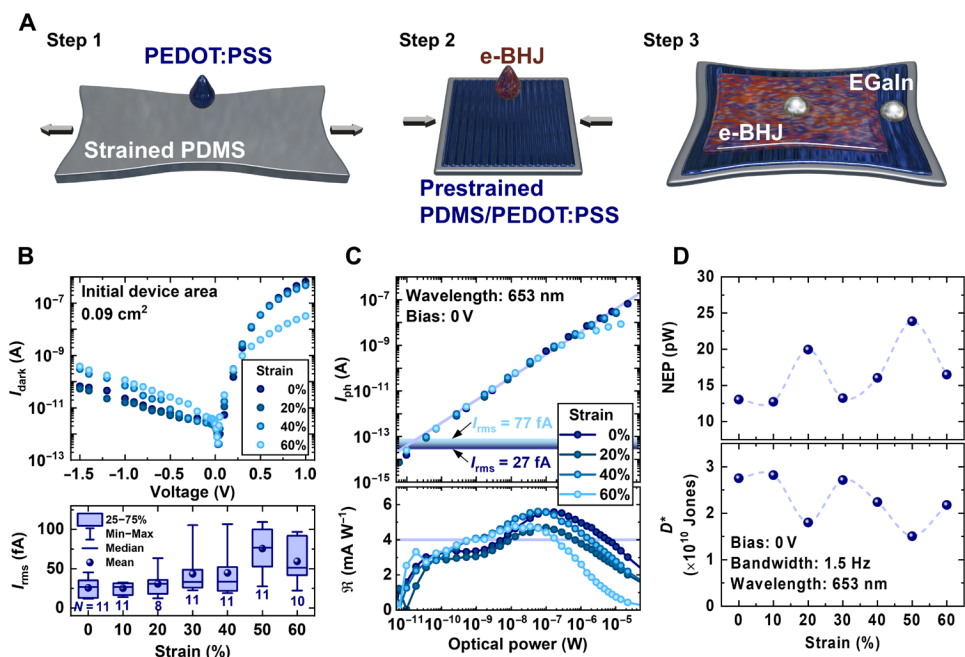 A
Step 1
PEDOT:PSS
Strained PDMS
Step 2
e-BHJ
Prestrained
PDMS/PEDOT:PSS
Step 3
EGaIn
e-BHJ
B
Initial device area
0.09 cm²
I_dark (A)
10⁻⁷
10⁻⁹
10⁻¹¹
10⁻¹³
Strain
0%
20%
40%
60%
−1.5 −1.0 −0.5 0.0 0.5 1.0
Voltage (V)
I_rms (fA)
100
50
0
25−75%
Min−Max
Median
Mean
N = 11 11 8 11 11 11 10
0 10 20 30 40 50 60
Strain (%)
C
Wavelength: 653 nm
Bias: 0 V
I_ph (A)
10⁻⁷
10⁻⁹
10⁻¹¹
10⁻¹³
10⁻¹⁵
I_rms = 77 fA
I_rms = 27 fA
Strain
0%
20%
40%
60%
ℜ (mA W⁻¹)
6
4
2
0
10⁻¹¹ 10⁻¹⁰ 10⁻⁹ 10⁻⁸ 10⁻⁷ 10⁻⁶ 10⁻⁵
Optical power (W)
D
NEP (pW)
30
25
20
15
10
D*
(×10¹⁰ Jones)
3
2
1
0
Bias: 0 V
Bandwidth: 1.5 Hz
Wavelength: 653 nm
0 10 20 30 40 50 60
Strain (%)